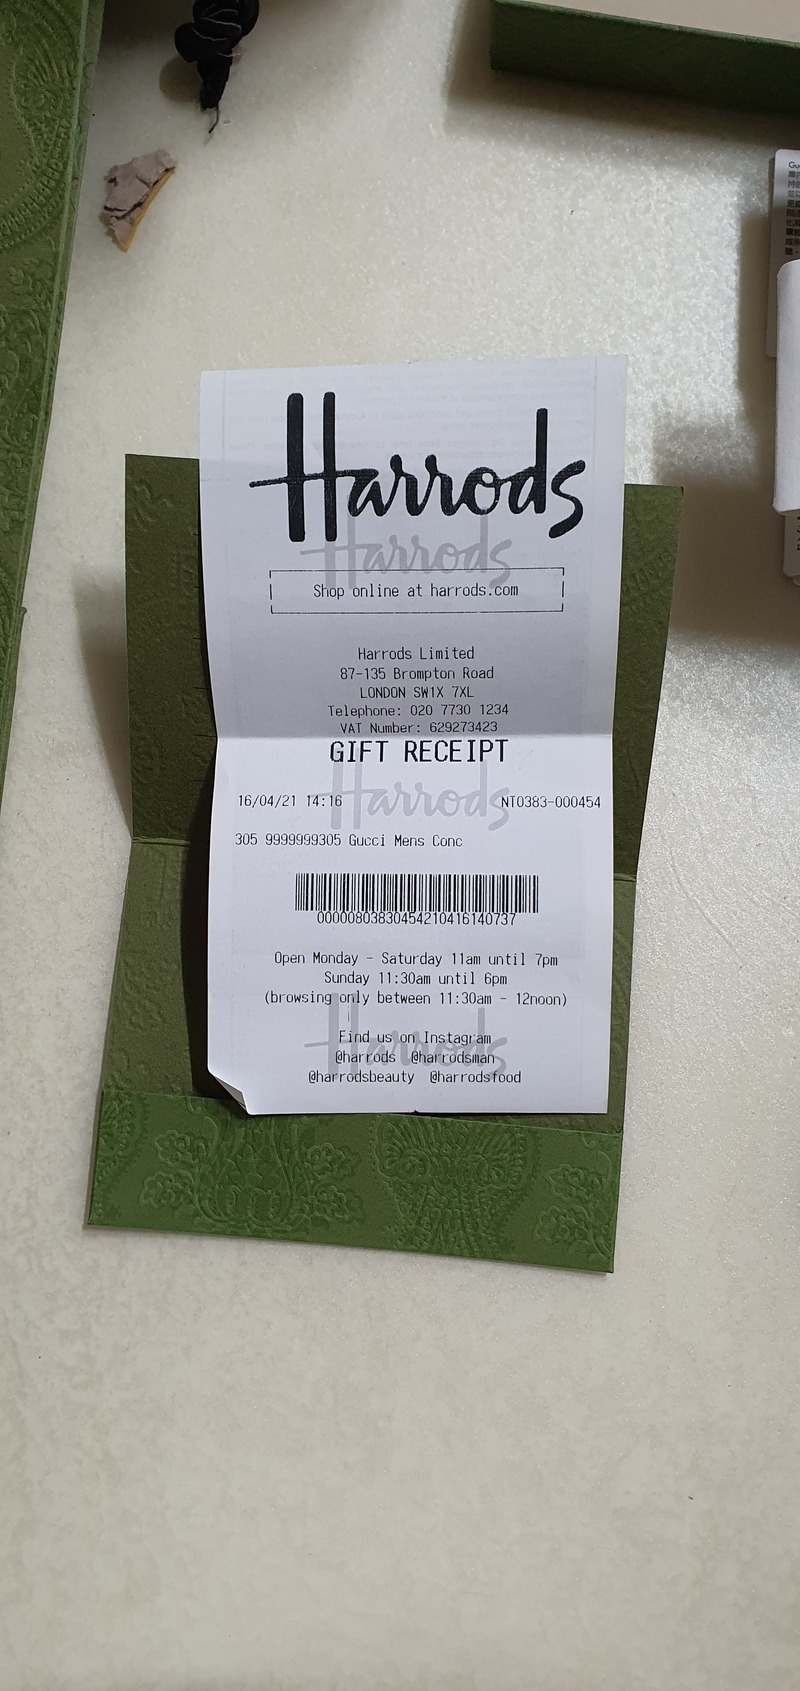 Harrods
Shop online at harrods.com
Harrods Limited
87-135 Brompton Road
LONDON SW1X 7XL
Telephone: 020 7730 1234
VAT Number: 629273423
GIFT RECEIPT
16/04/21 14:16 NT0383-000454
305 9999999305 Gucci Mens Conc
00000803830454210416140737
Open Monday - Saturday 11am until 7pm
Sunday 11:30am until 6pm
(browsing only between 11:30am - 12noon)
Find us on Instagram
@harrods @harrodsman
@harrodsbeauty @harrodsfood